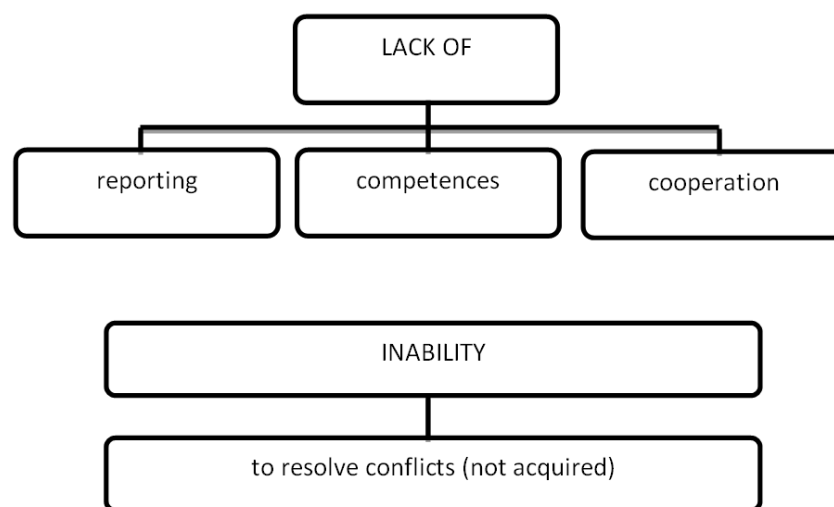 LACK OF
reporting
competences
cooperation
INABILITY
to resolve conflicts (not acquired)